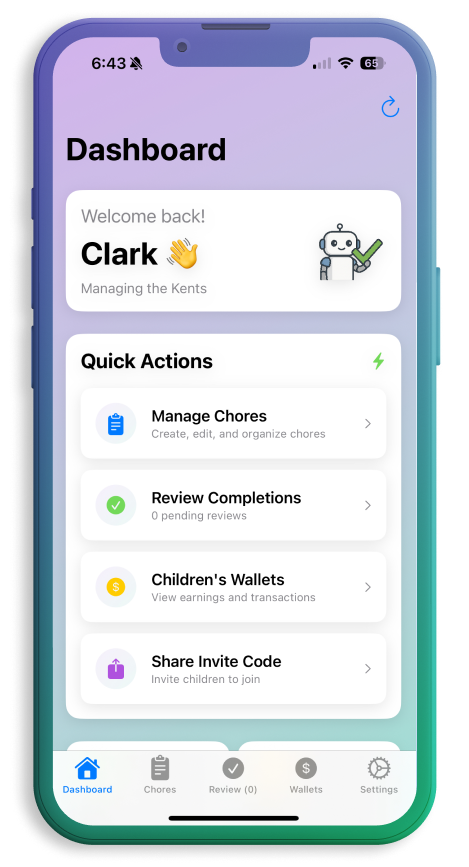 6:43
65
Dashboard
Welcome back!
Clark 👋
Managing the Kents
Quick Actions
Manage Chores
Create, edit, and organize chores
Review Completions
0 pending reviews
Children's Wallets
$
View earnings and transactions
Share Invite Code
Invite children to join
$
Dashboard
Chores
Review (0)
Wallets
Settings